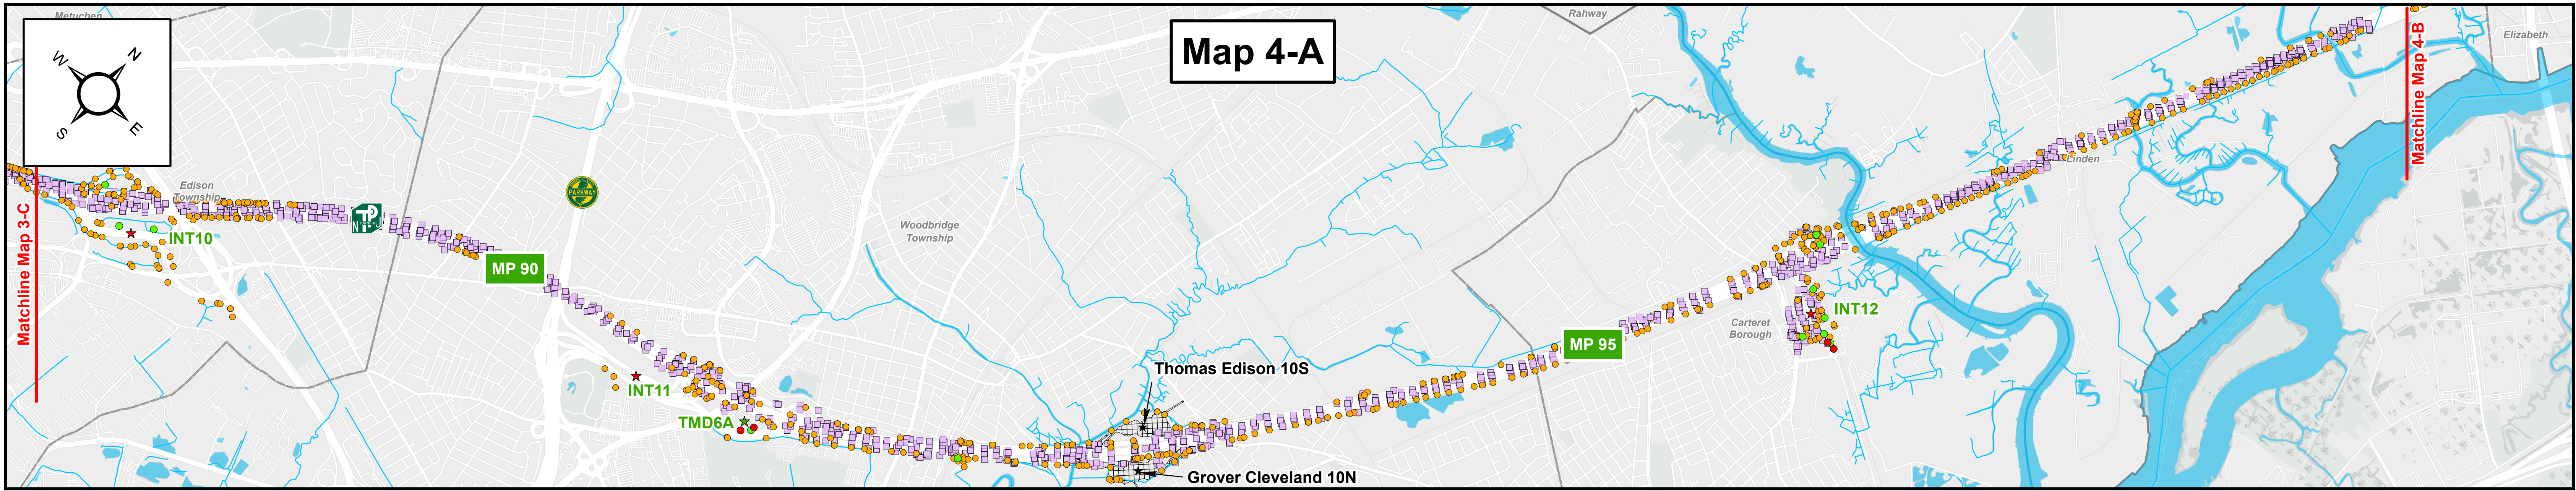 Metuchen
Rahway
Elizabeth
Map 4-A
W
N
S
E
Matchline Map 3-C
Matchline Map 4-B
Edison
Township
INT10
TP
PARKWAY
MP 90
Woodbridge
Township
Linden
INT11
TMD6A
Thomas Edison 10S
Grover Cleveland 10N
MP 95
Carteret
Borough
INT12